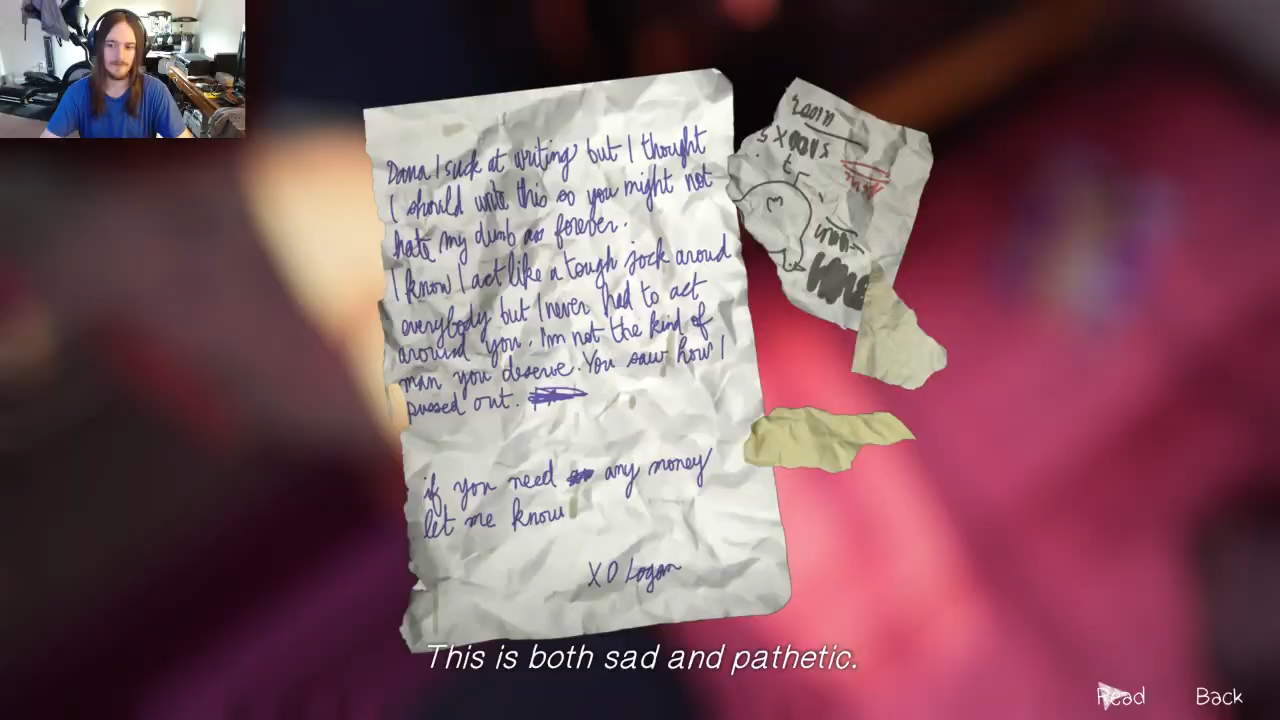 Dana I suck at writing but I thought
I should write this so you might not
hate my dumb ass forever.
I know I act like a tough jock aroud
everybody but I never had to act
around you. I'm not the kind of
man you deserve. You saw how I
pussed out.
if you need any money
let me know
XO Logan
This is both sad and pathetic.
Read
Back